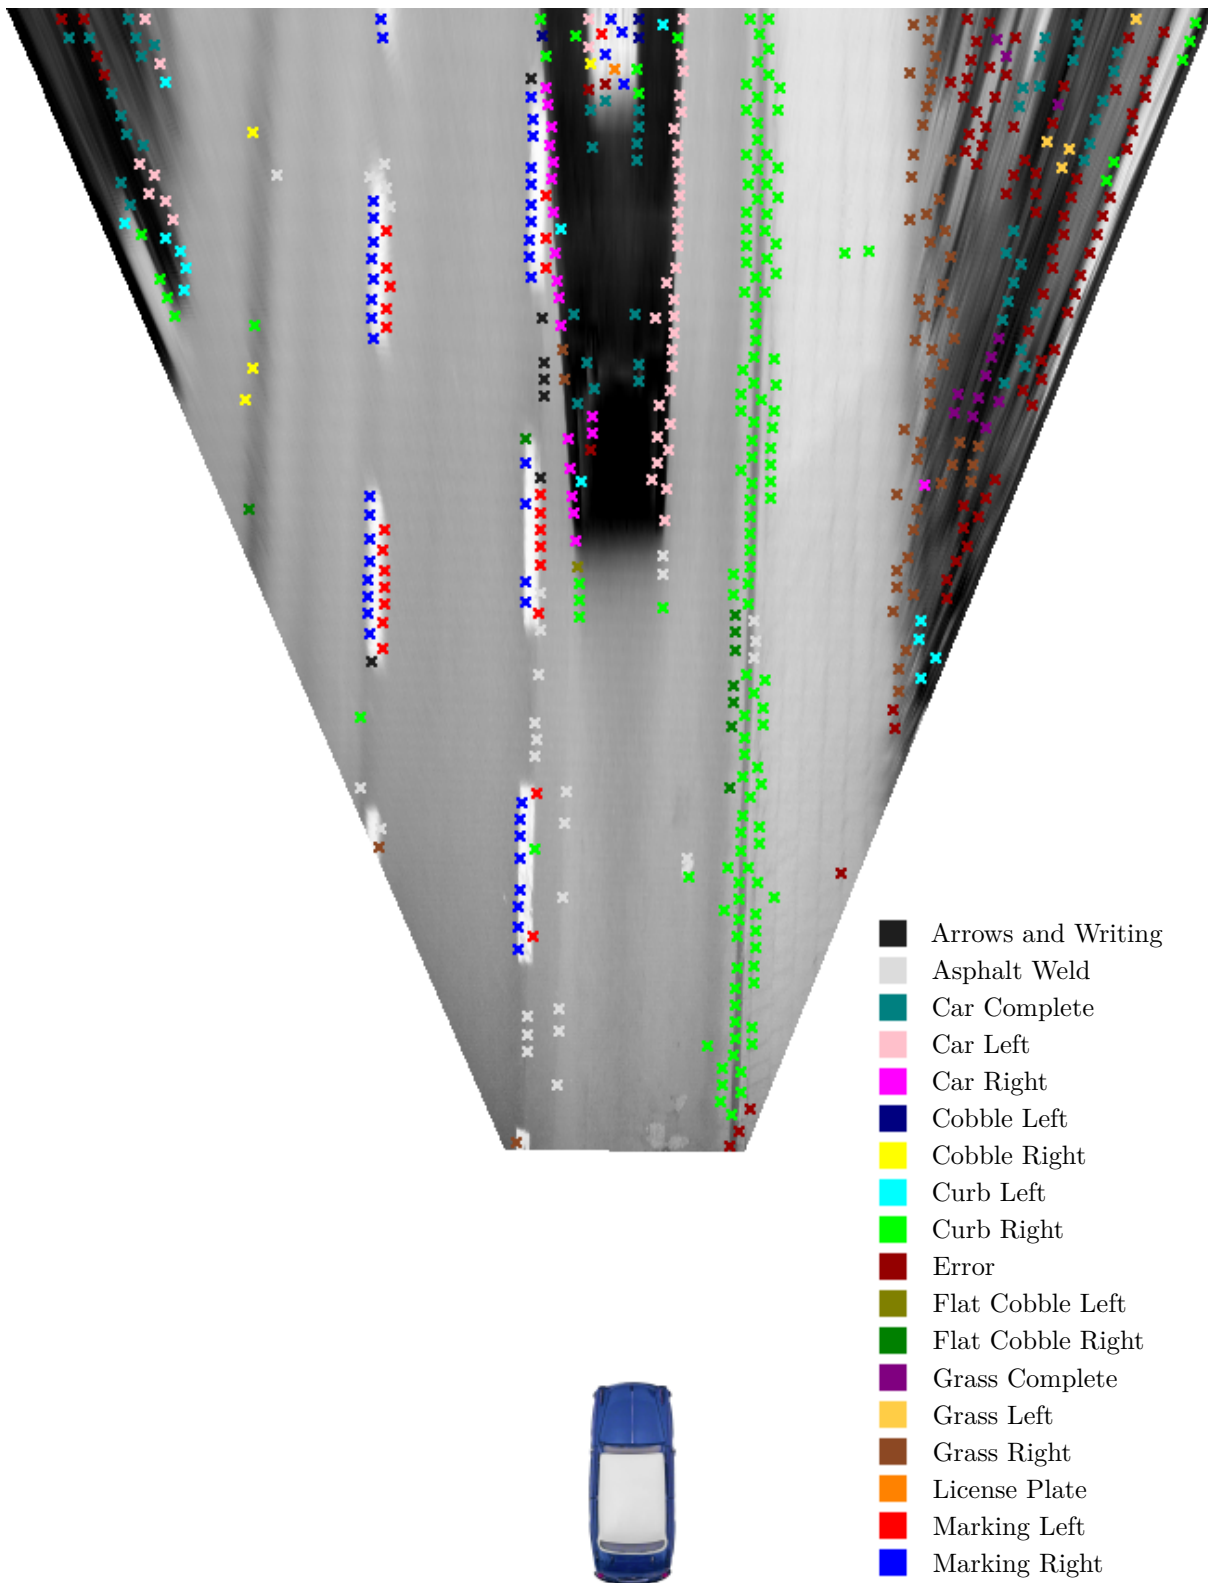 Arrows and Writing
Asphalt Weld
Car Complete
Car Left
Car Right
Cobble Left
Cobble Right
Curb Left
Curb Right
Error
Flat Cobble Left
Flat Cobble Right
Grass Complete
Grass Left
Grass Right
License Plate
Marking Left
Marking Right